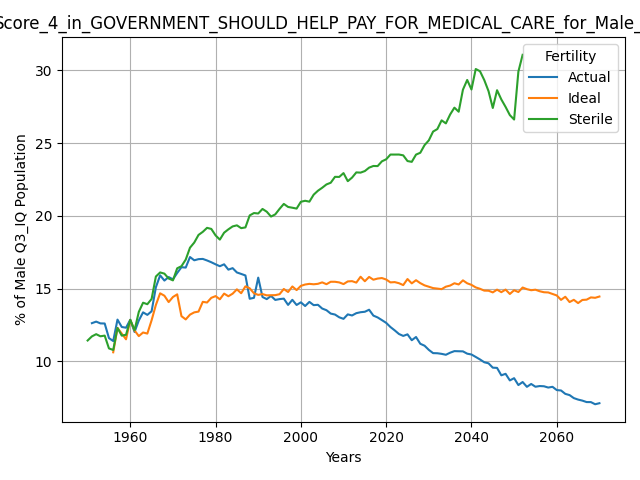 Score_4_in_GOVERNMENT_SHOULD_HELP_PAY_FOR_MEDICAL_CARE_for_Male_
Fertility
Actual
Ideal
Sterile
30
25
20
15
10
% of Male Q3_IQ Population
1960
1980
2000
2020
2040
2060
Years